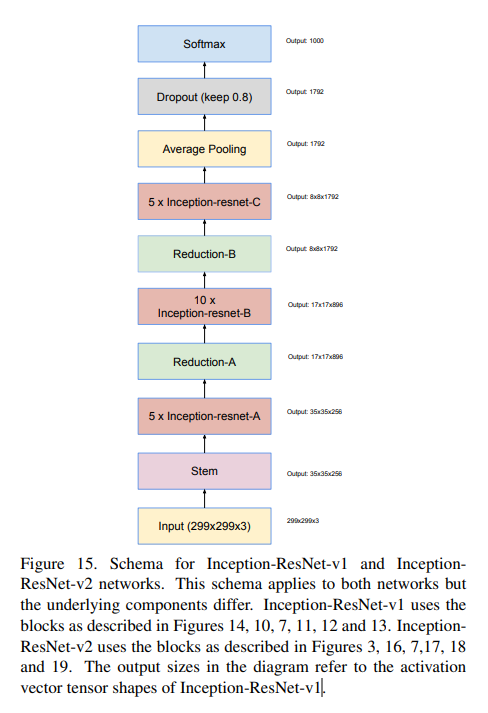 Softmax
Output: 1000
Dropout (keep 0.8)
Output: 1792
Average Pooling
Output: 1792
5 x Inception-resnet-C
Output: 8x8x1792
Reduction-B
Output: 8x8x1792
10 x
Inception-resnet-B
Output: 17x17x896
Reduction-A
Output: 17x17x896
5 x Inception-resnet-A
Output: 35x35x256
Stem
Output: 35x35x256
Input (299x299x3)
299x299x3
Figure 15. Schema for Inception-ResNet-v1 and Inception-
ResNet-v2 networks. This schema applies to both networks but
the underlying components differ. Inception-ResNet-v1 uses the
blocks as described in Figures 14, 10, 7, 11, 12 and 13. Inception-
ResNet-v2 uses the blocks as described in Figures 3, 16, 7,17, 18
and 19. The output sizes in the diagram refer to the activation
vector tensor shapes of Inception-ResNet-v1.